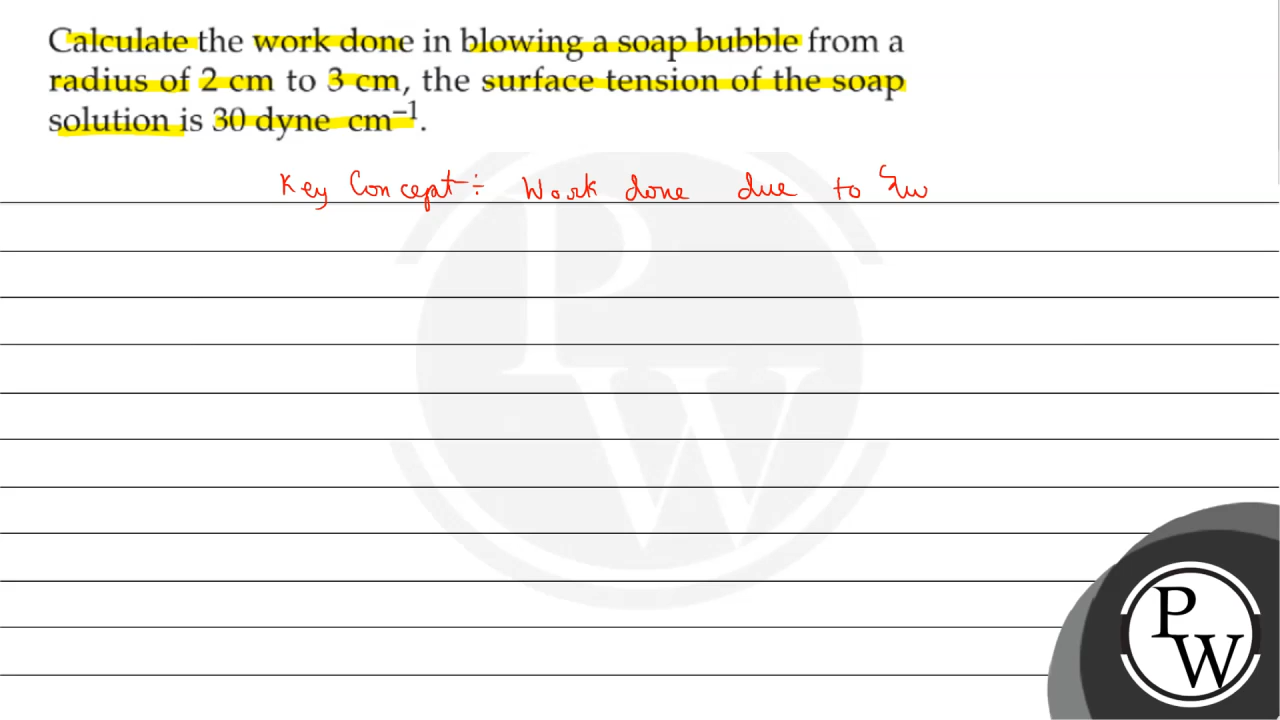 Calculate the work done in blowing a soap bubble from a
radius of 2 cm to 3 cm, the surface tension of the soap
solution is 30 dyne cm⁻¹.
Key Concept÷ Work done due to
P
W
P
W